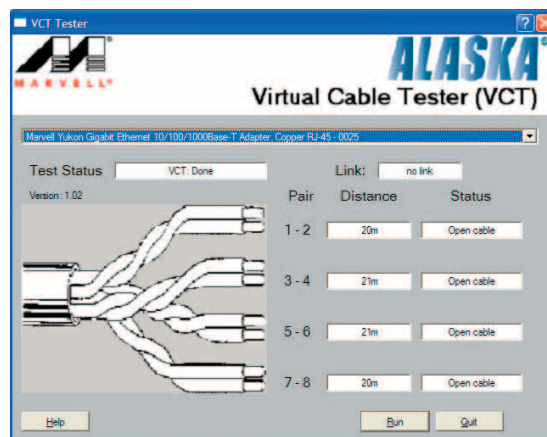 VCT Tester
MARVELL®
ALASKA®
Virtual Cable Tester (VCT)
Marvell Yukon Gigabit Ethernet 10/100/1000Base-T Adapter, Copper RJ-45 - 0025
Test Status VCT: Done Link: no link
Version: 1.02
Pair Distance Status
1 - 2 20m Open cable
3 - 4 21m Open cable
5 - 6 21m Open cable
7 - 8 20m Open cable
Help Run Quit